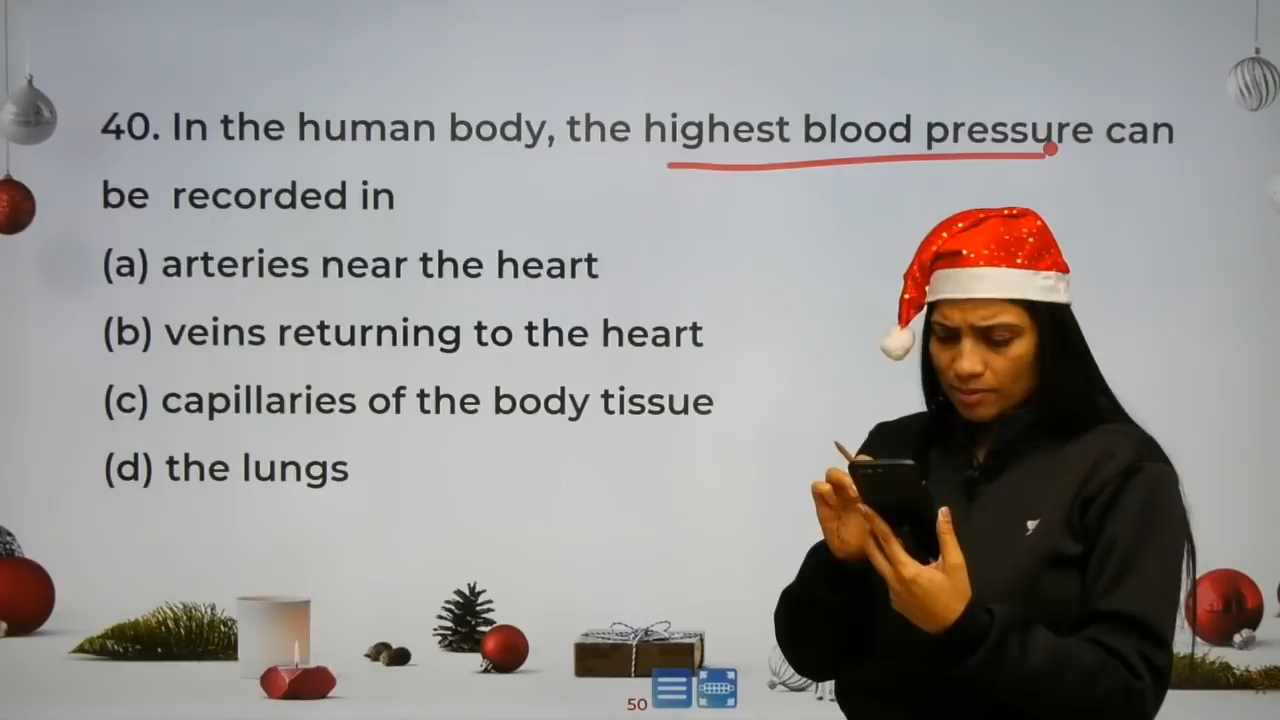 40. In the human body, the highest blood pressure can
be recorded in
(a) arteries near the heart
(b) veins returning to the heart
(c) capillaries of the body tissue
(d) the lungs
50